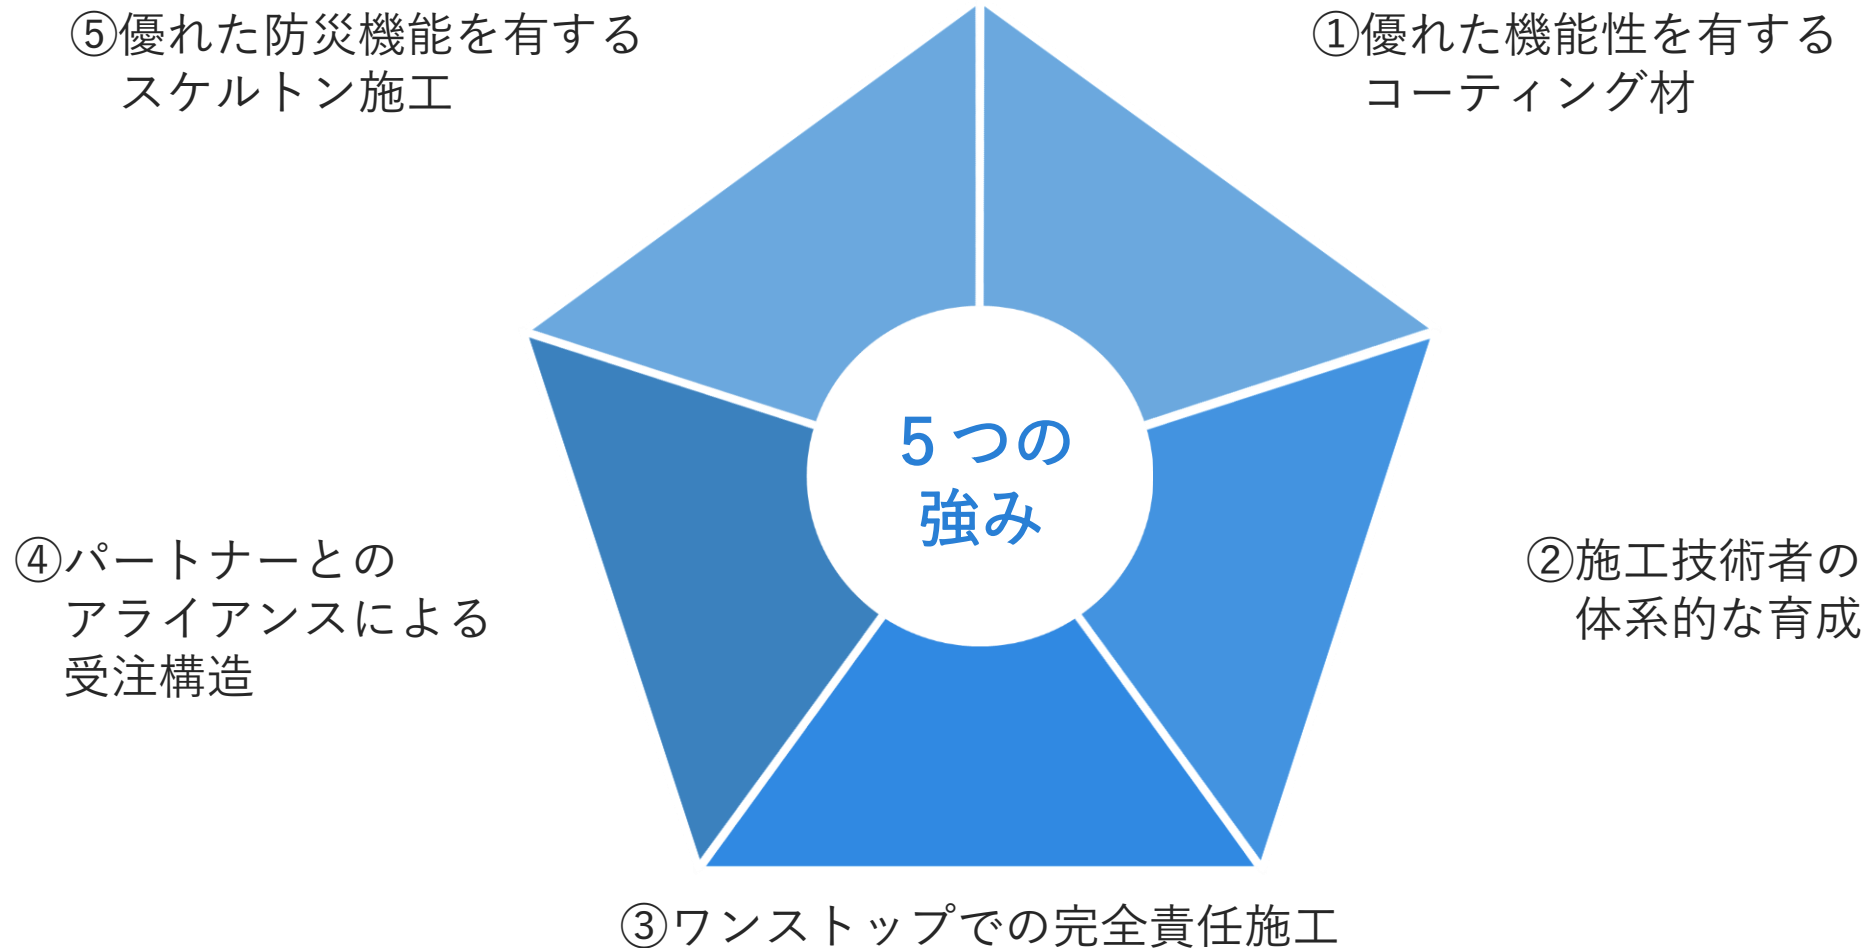 ⑤優れた防災機能を有する
スケルトン施工
①優れた機能性を有する
コーティング材
5つの
強み
④パートナーとの
アライアンスによる
受注構造
②施工技術者の
体系的な育成
③ワンストップでの完全責任施工